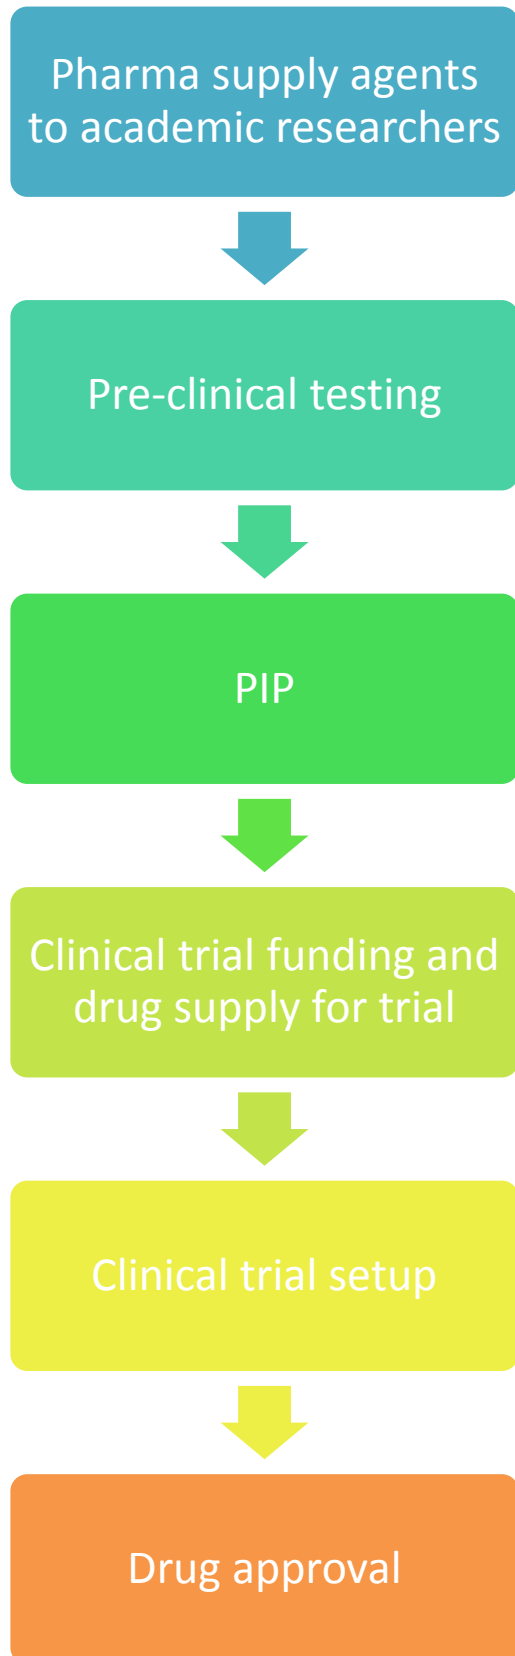 Pharma supply agents
to academic researchers
Pre-clinical testing
PIP
Clinical trial funding and
drug supply for trial
Clinical trial setup
Drug approval